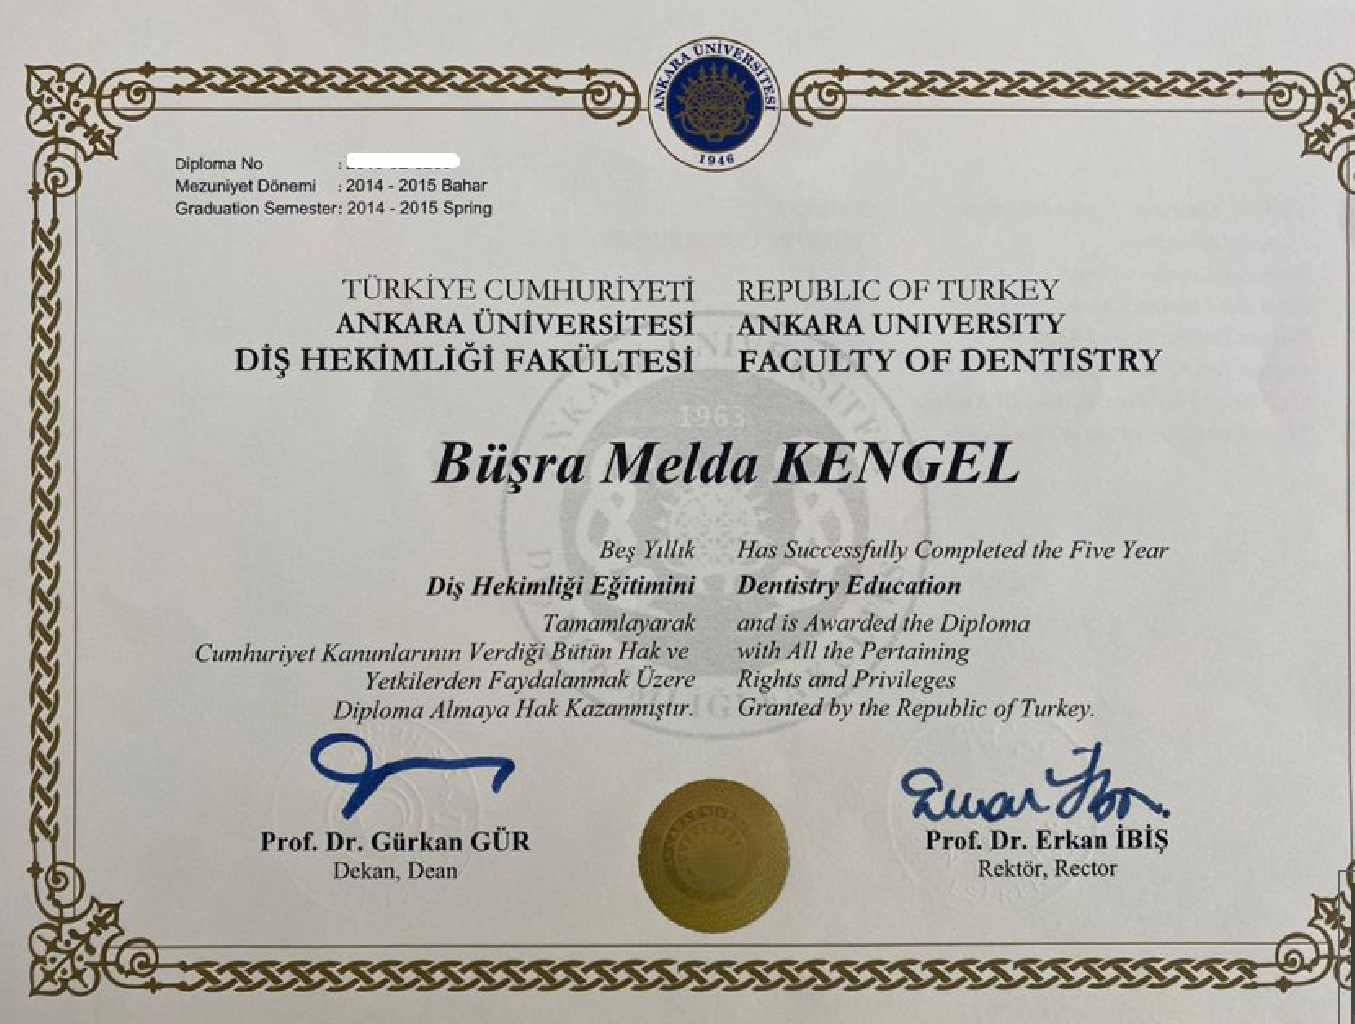 ANKARA ÜNİVERSİTESİ
1946
Diploma No :
Mezuniyet Dönemi : 2014 - 2015 Bahar
Graduation Semester: 2014 - 2015 Spring
TÜRKİYE CUMHURİYETİ REPUBLIC OF TURKEY
ANKARA ÜNİVERSİTESİ ANKARA UNIVERSITY
DİŞ HEKİMLİĞİ FAKÜLTESİ FACULTY OF DENTISTRY
1963
Büşra Melda KENGEL
Beş Yıllık Has Successfully Completed the Five Year
Diş Hekimliği Eğitimini Dentistry Education
Tamamlayarak and is Awarded the Diploma
Cumhuriyet Kanunlarının Verdiği Bütün Hak ve with All the Pertaining
Yetkilerden Faydalanmak Üzere Rights and Privileges
Diploma Almaya Hak Kazanmıştır. Granted by the Republic of Turkey.
Prof. Dr. Gürkan GÜR Prof. Dr. Erkan İBİŞ
Dekan, Dean Rektör, Rector